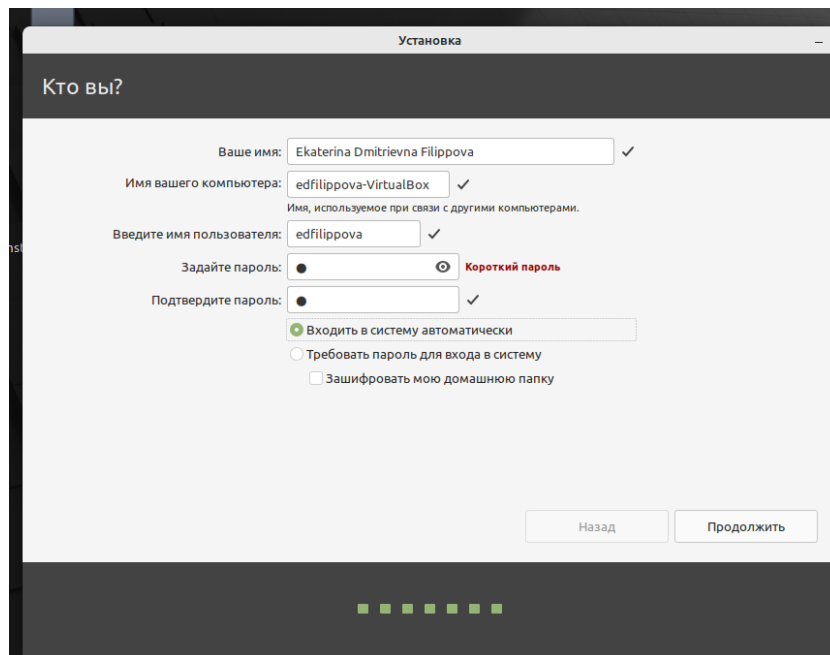 Установка
Кто вы?
Ваше имя: Ekaterina Dmitrievna Filippova
Имя вашего компьютера: edfilippova-VirtualBox
Имя, используемое при связи с другими компьютерами.
Введите имя пользователя: edfilippova
Задайте пароль: ● Короткий пароль
Подтвердите пароль: ●
Входить в систему автоматически
Требовать пароль для входа в систему
Зашифровать мою домашнюю папку
Назад Продолжить